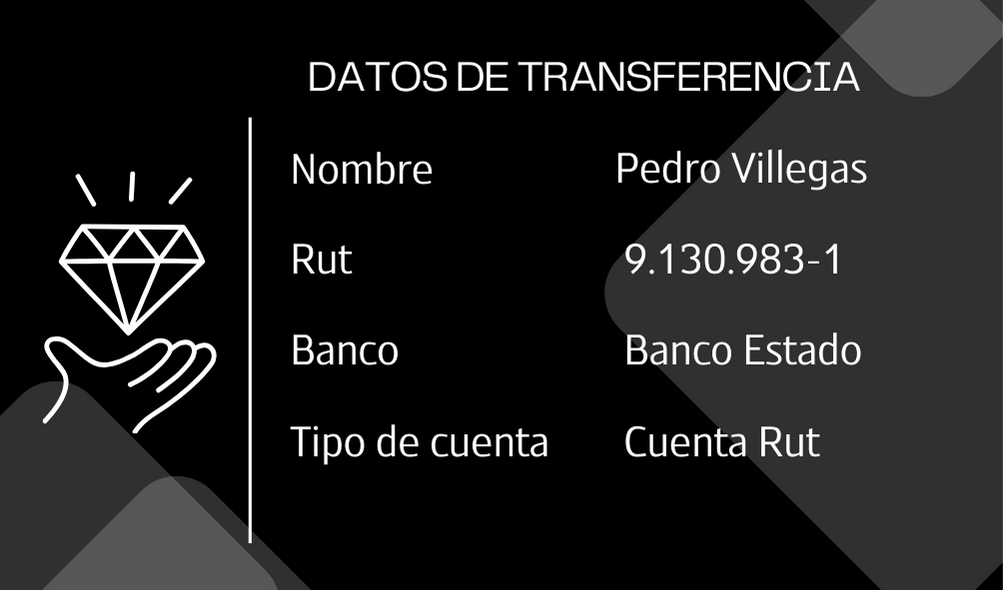 DATOS DE TRANSFERENCIA
Nombre Pedro Villegas
Rut 9.130.983-1
Banco Banco Estado
Tipo de cuenta Cuenta Rut